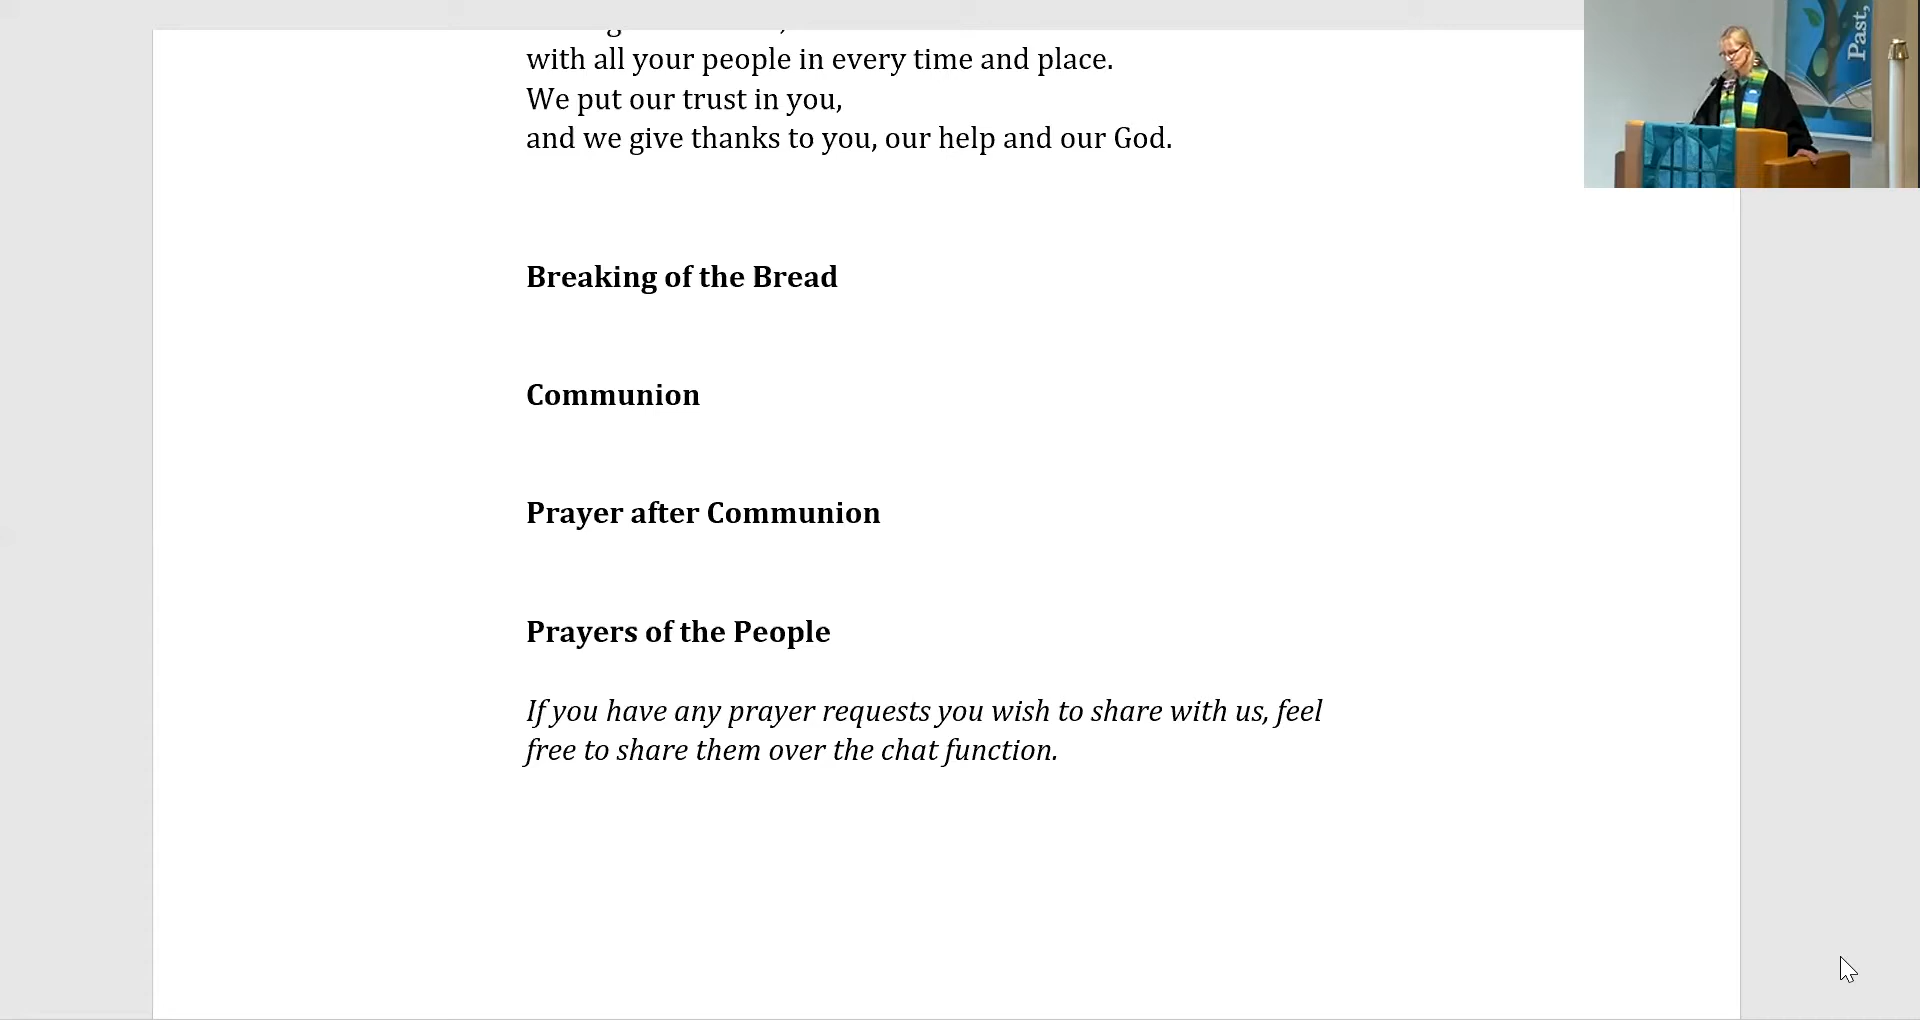 with all your people in every time and place.
We put our trust in you,
and we give thanks to you, our help and our God.
Breaking of the Bread
Communion
Prayer after Communion
Prayers of the People
If you have any prayer requests you wish to share with us, feel
free to share them over the chat function.
Past,